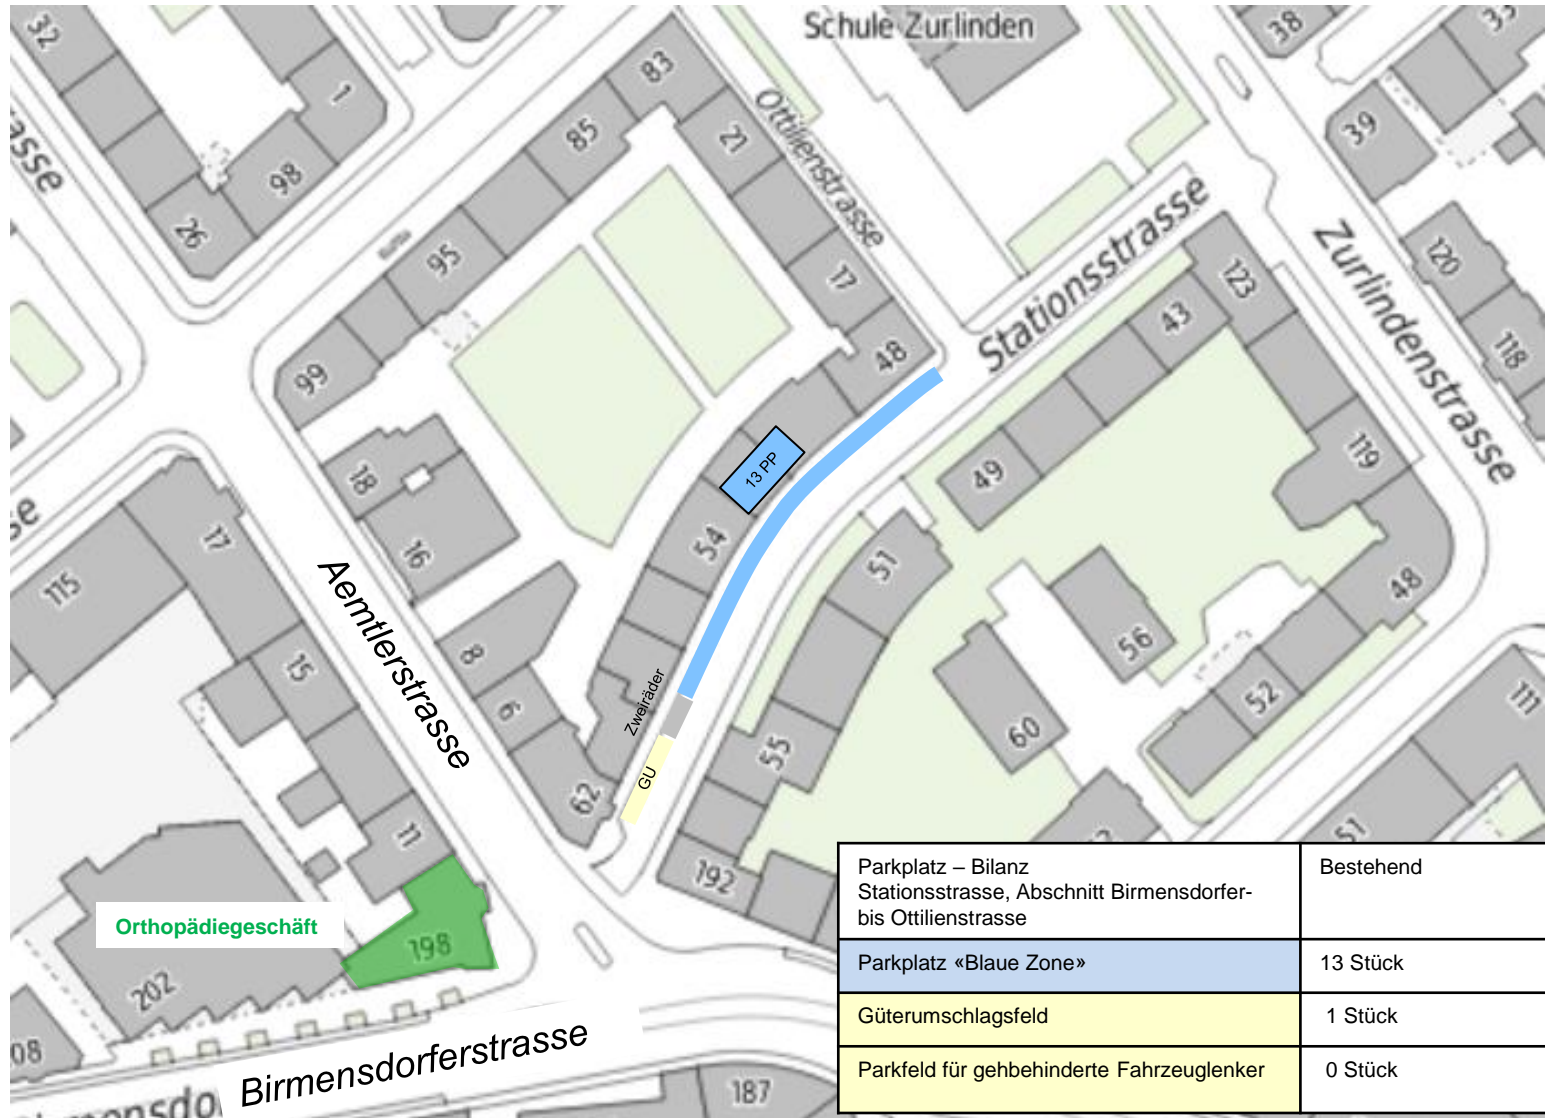 Schule Zurlinden
32
1
98
26
83
85
21
Ottilienstrasse
95
17
48
99
38
39
120
118
Stationsstrasse
Zurlindenstrasse
123
43
49
119
48
13 PP
54
51
18
16
17
115
Aemtlerstrasse
8
6
15
11
62
Zweiräder
GU
55
56
60
52
111
51
192
Orthopädiegeschäft
198
202
Birmensdorferstrasse
187
Parkplatz – Bilanz
Stationsstrasse, Abschnitt Birmensdorfer-
bis Ottilienstrasse
Bestehend
Parkplatz «Blaue Zone»
13 Stück
Güterumschlagsfeld
1 Stück
Parkfeld für gehbehinderte Fahrzeuglenker
0 Stück